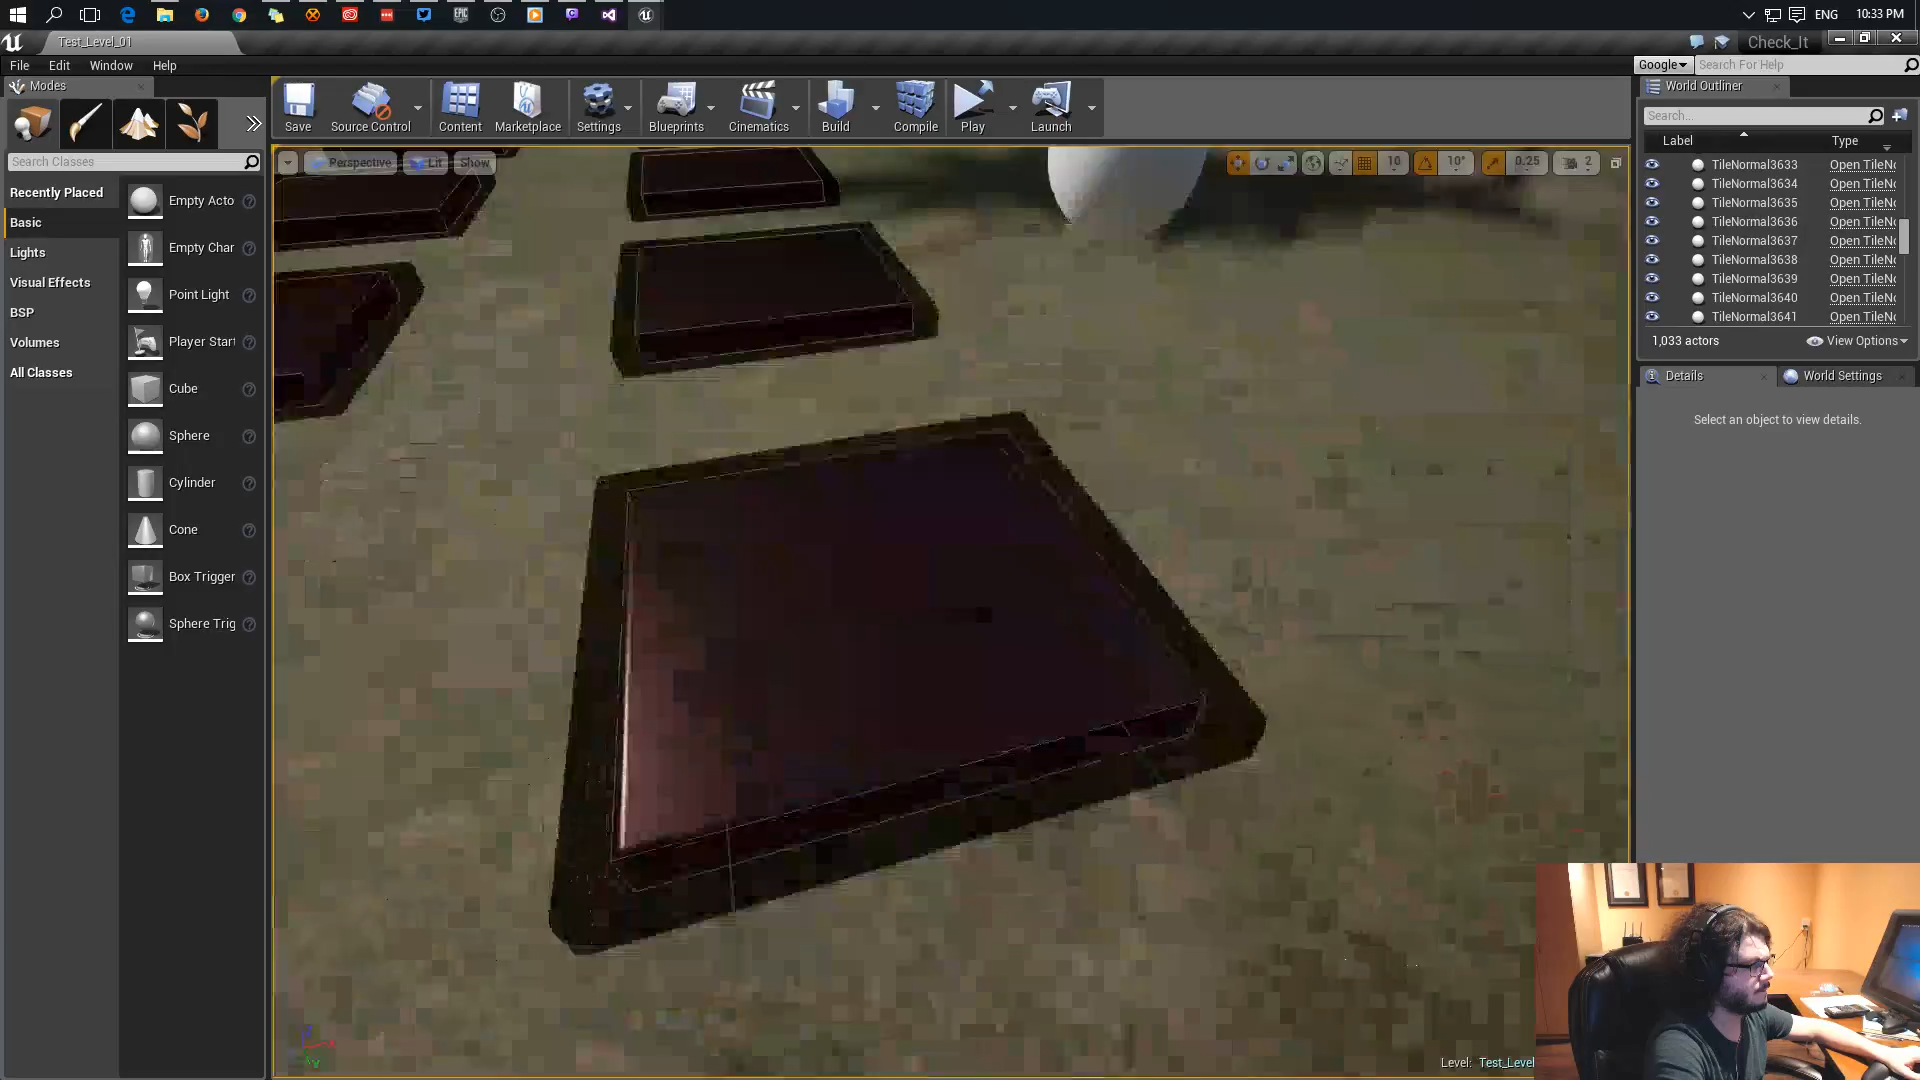 ENG
10:33 PM
Test_Level_01
Check_It
File Edit Window Help
Google
Search For Help
Modes
Save
Source Control
Content
Marketplace
Settings
Blueprints
Cinematics
Build
Compile
Play
Launch
World Outliner
Search...
Label
Type
Search Classes
Perspective
Lit
Show
10
10°
0.25
2
Recently Placed
Basic
Lights
Visual Effects
BSP
Volumes
All Classes
Empty Acto
Empty Char
Point Light
Player Start
Cube
Sphere
Cylinder
Cone
Box Trigger
Sphere Trig
TileNormal3633 Open TileNo
TileNormal3634 Open TileNo
TileNormal3635 Open TileNo
TileNormal3636 Open TileNo
TileNormal3637 Open TileNo
TileNormal3638 Open TileNo
TileNormal3639 Open TileNo
TileNormal3640 Open TileNo
TileNormal3641 Open TileNo
1,033 actors
View Options
Details
World Settings
Select an object to view details.
Level: Test_Level